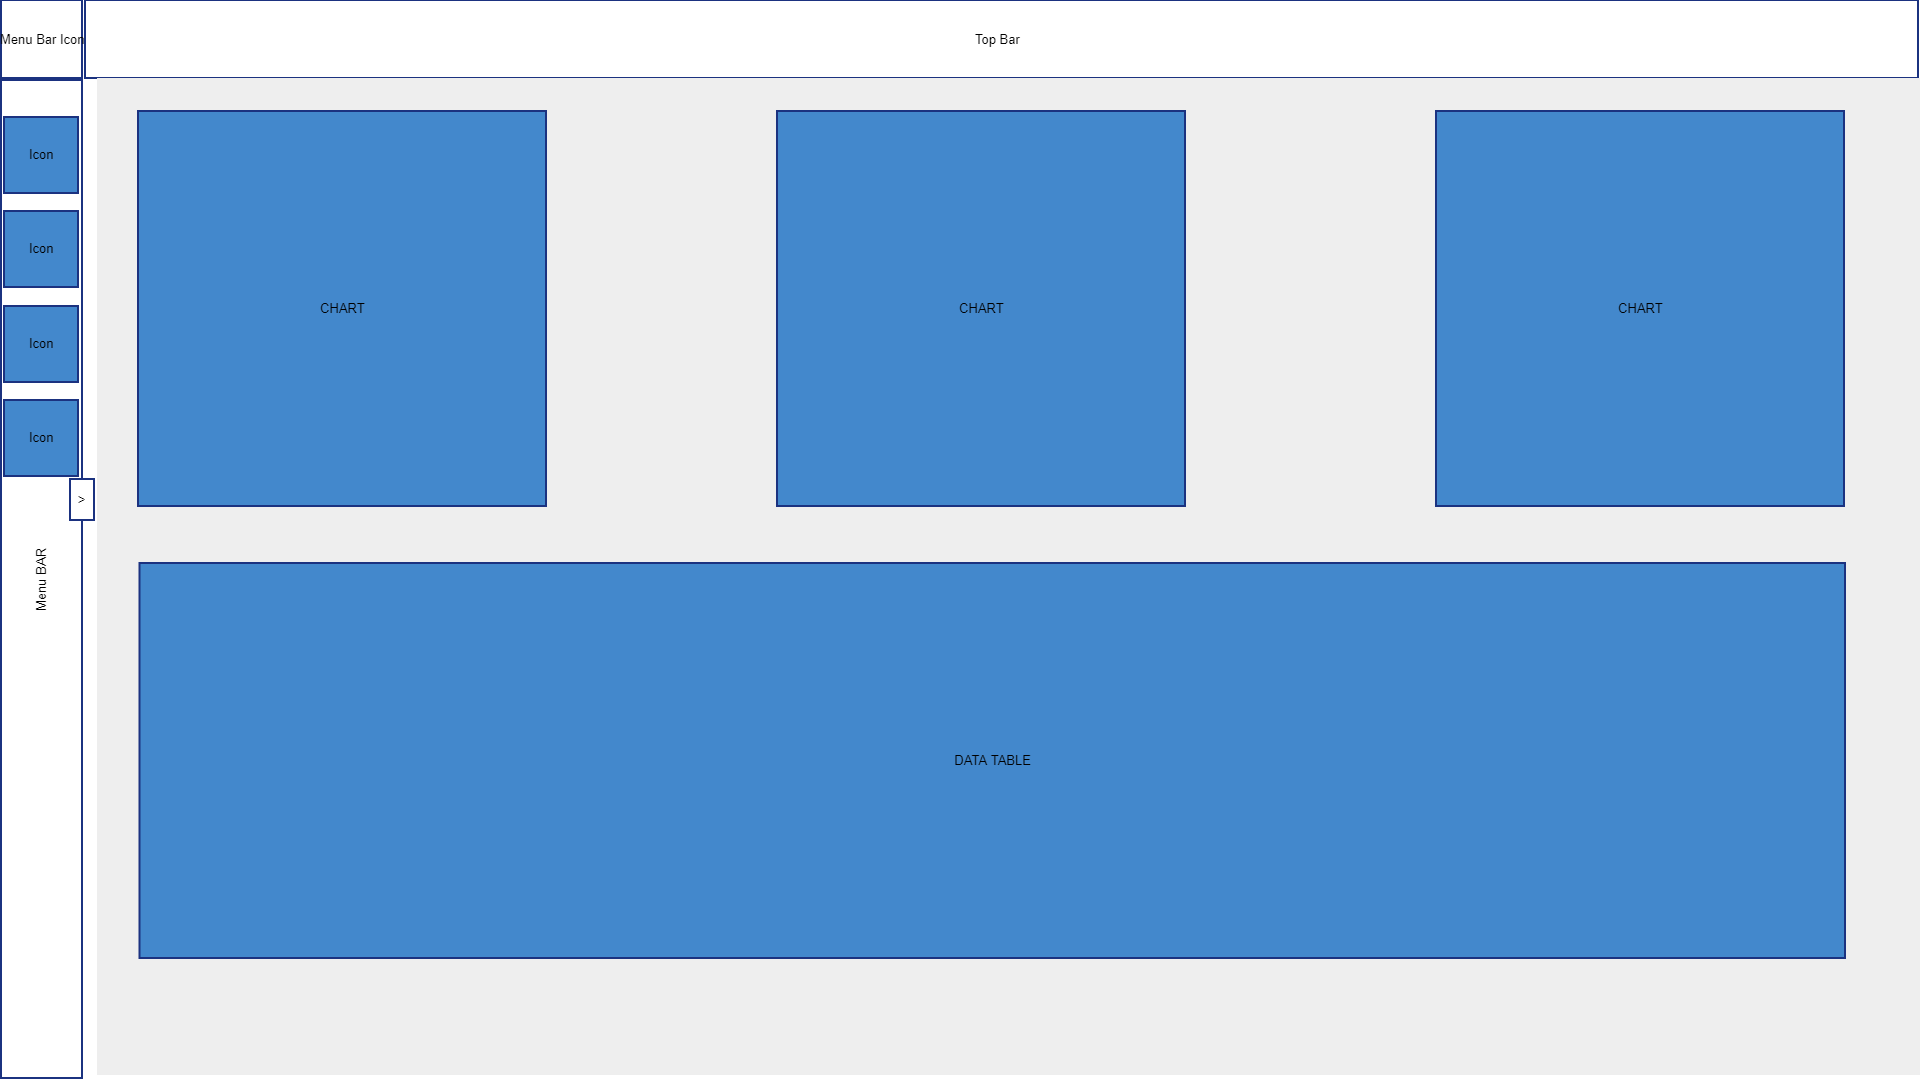 Menu Bar Icon
Top Bar
Icon
Icon
Icon
Icon
>
Menu BAR
CHART
CHART
CHART
DATA TABLE